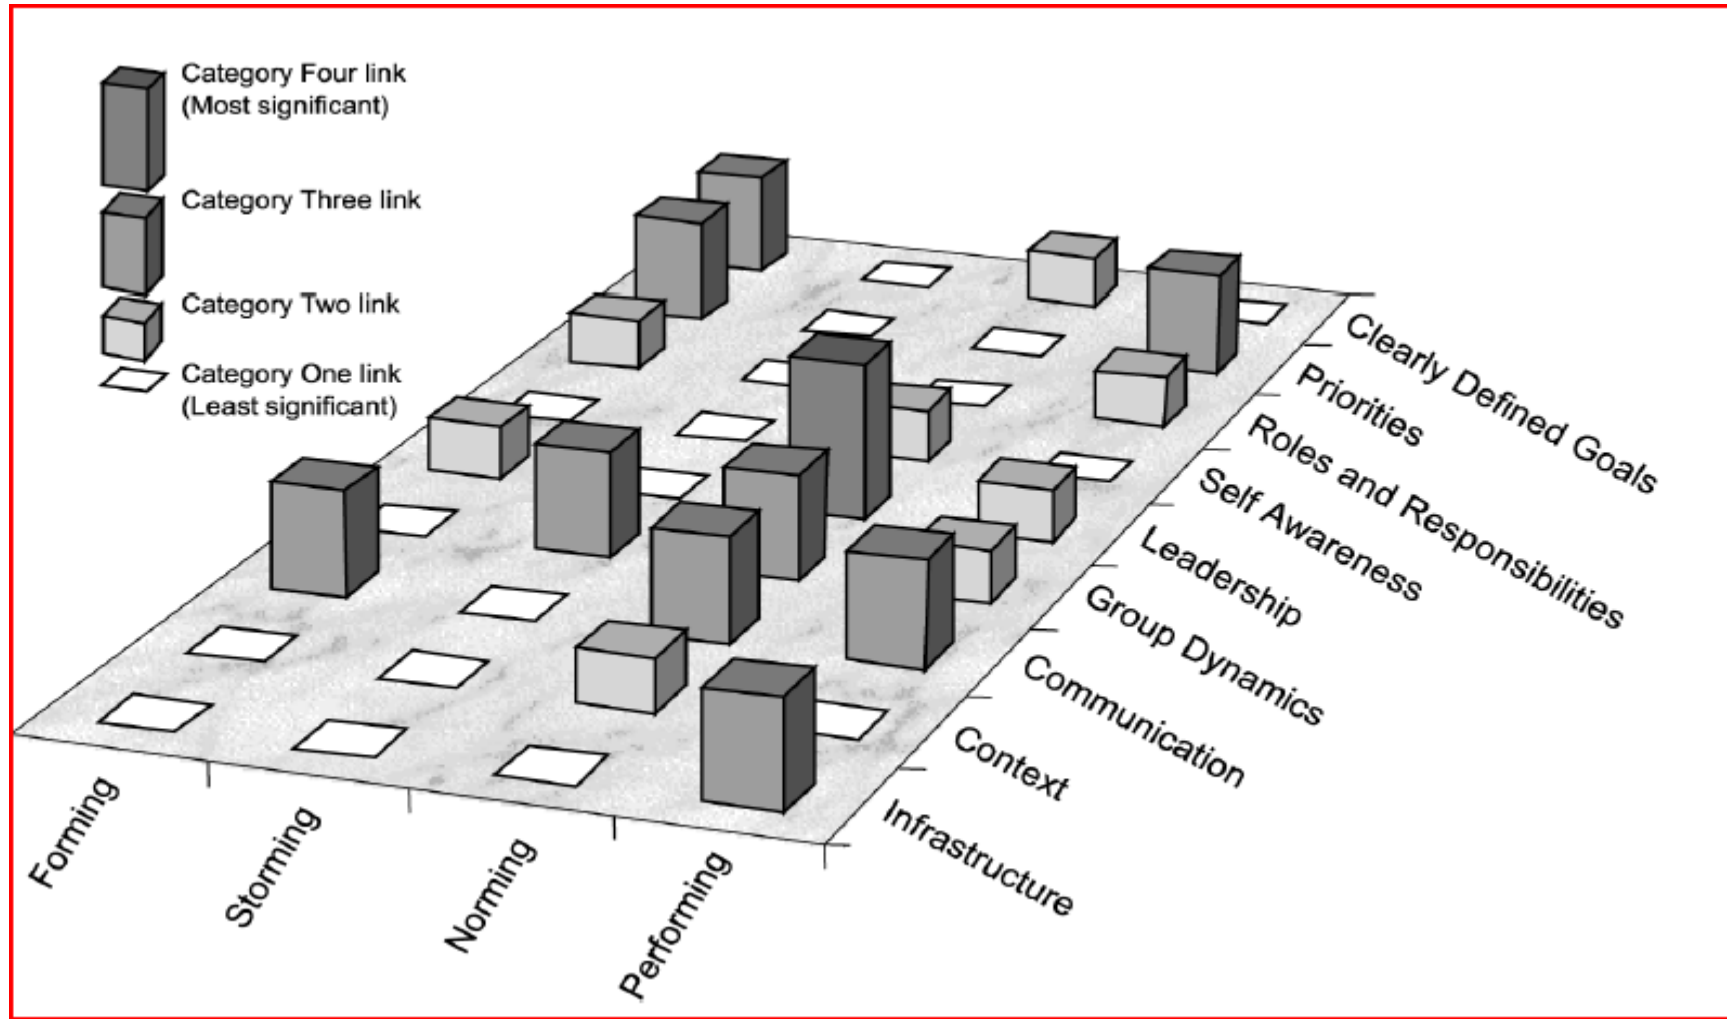 Category Four link
(Most significant)
Category Three link
Category Two link
Category One link
(Least significant)
Clearly Defined Goals
Priorities
Roles and Responsibilities
Self Awareness
Leadership
Group Dynamics
Communication
Context
Infrastructure
Forming
Storming
Norming
Performing